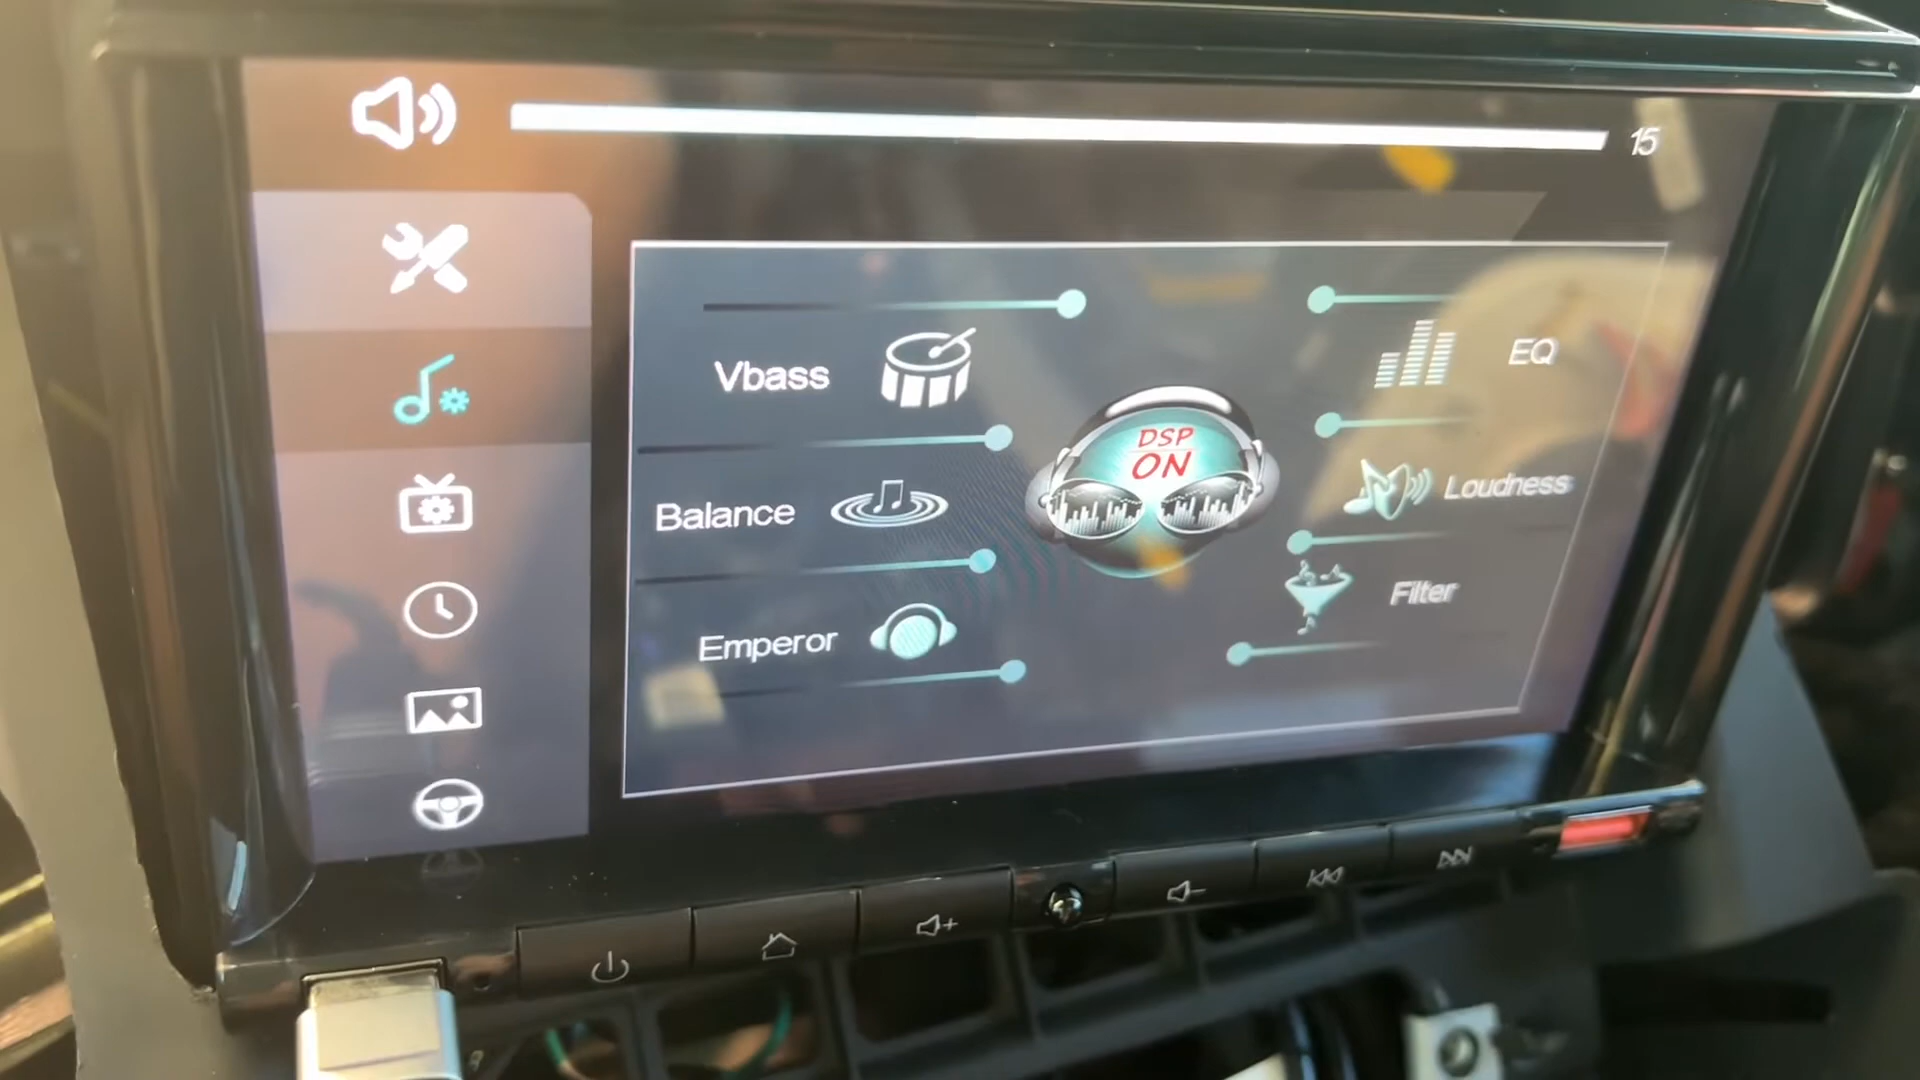 15
Vbass
EQ
DSP
ON
Balance
Loudness
Emperor
Filter